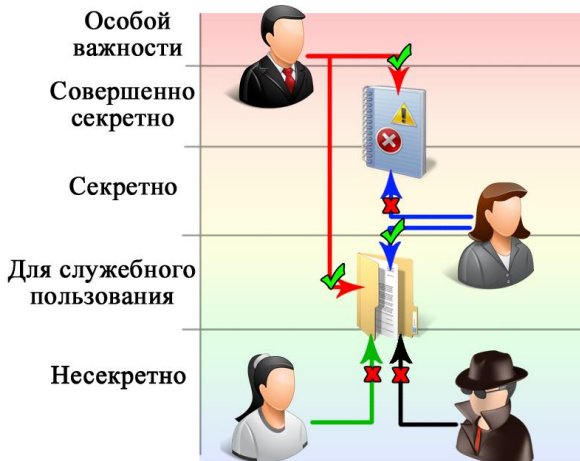 Особой
важности
Совершенно
секретно
Секретно
Для служебного
пользования
Несекретно